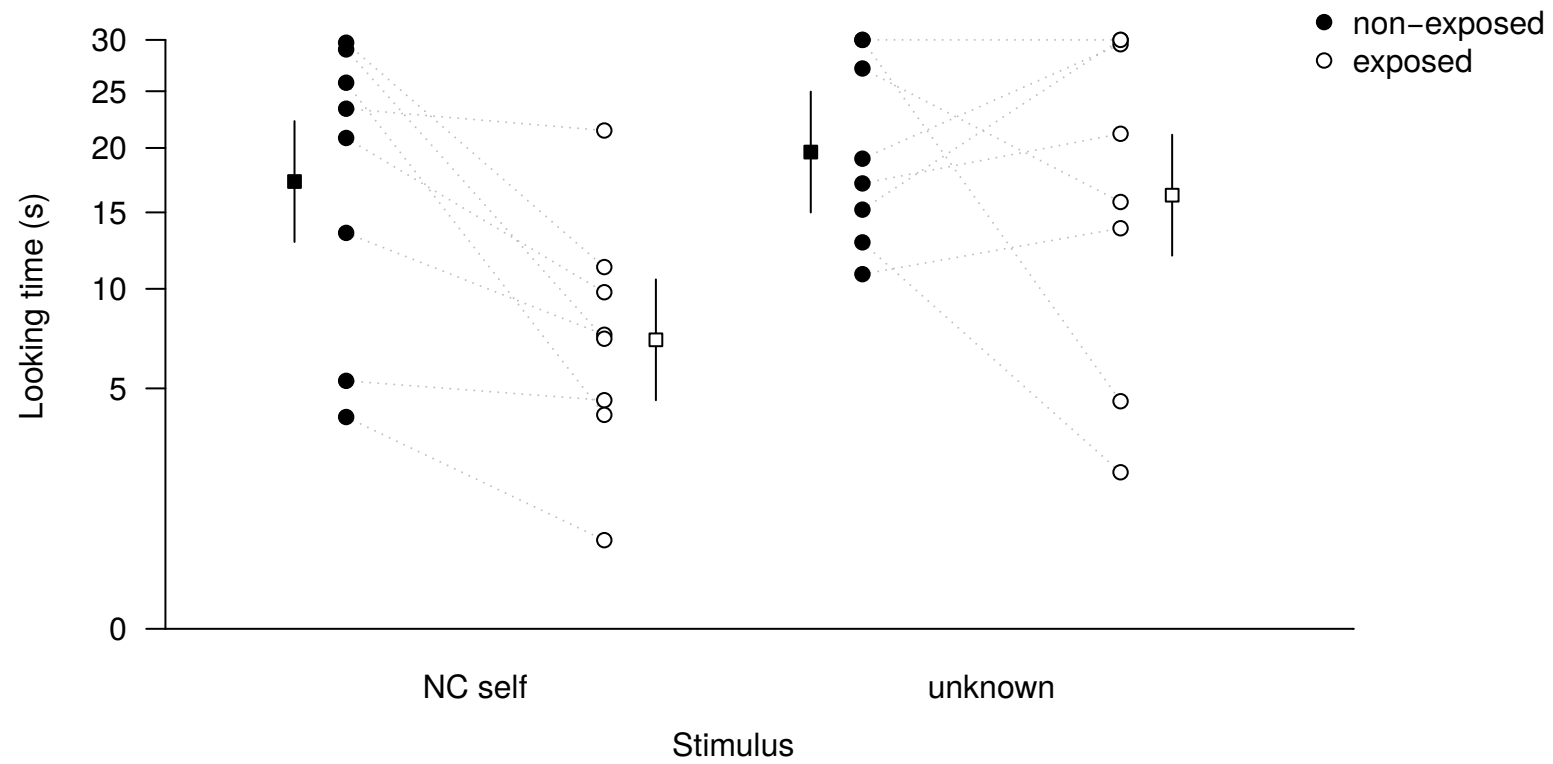 non−exposed
exposed
30
25
20
15
10
5
0
Looking time (s)
NC self
unknown
Stimulus